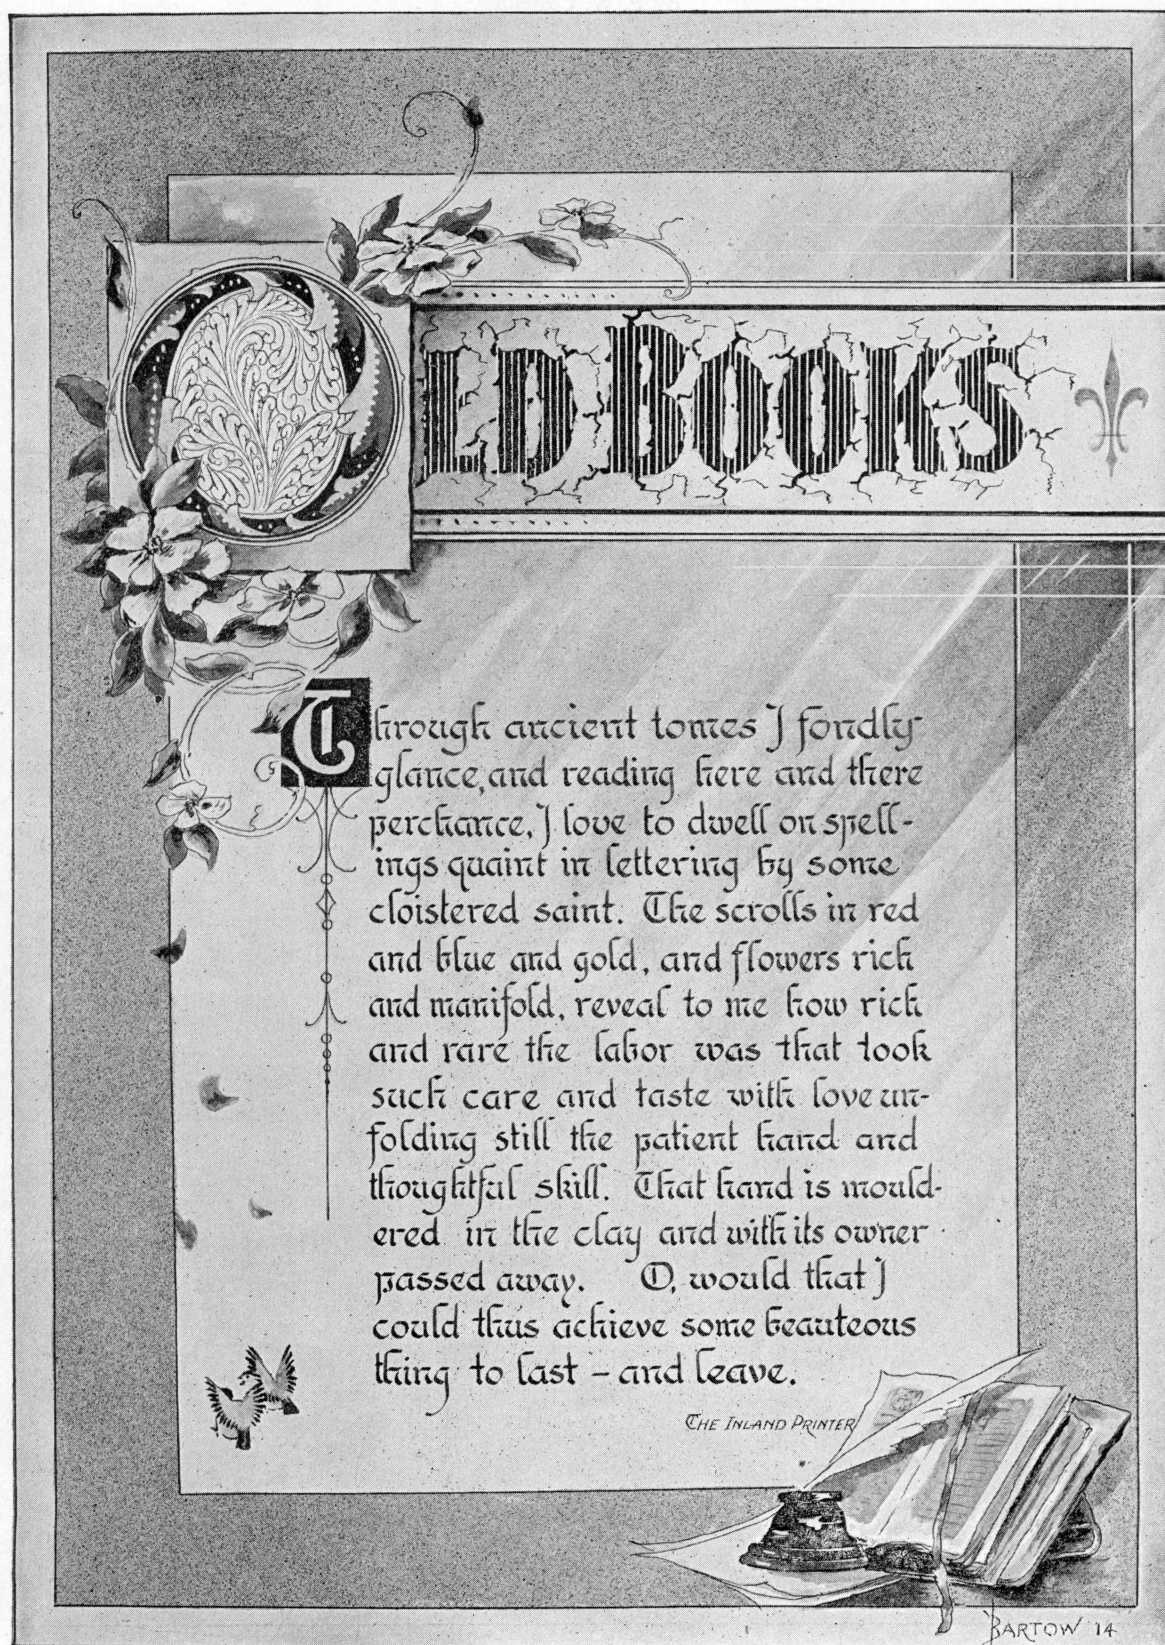 OLD BOOKS
Through ancient tomes I fondly
glance, and reading here and there
perchance, I love to dwell on spell-
ings quaint in lettering by some
cloistered saint. The scrolls in red
and blue and gold, and flowers rich
and manifold, reveal to me how rich
and rare the labor was that took
such care and taste with love un-
folding still the patient hand and
thoughtful skill. That hand is mould-
ered in the clay and with its owner
passed away. O, would that I
could thus achieve some beauteous
thing to last - and leave.
THE INLAND PRINTER
BARTOW '14